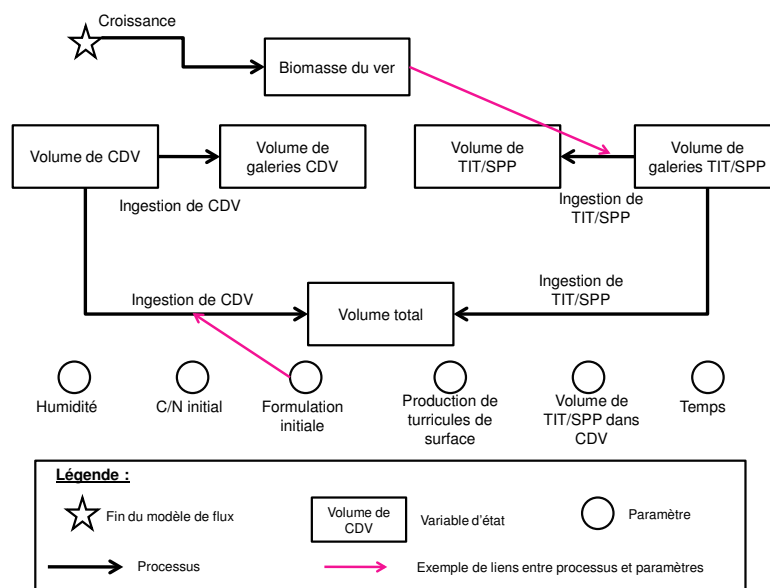 Croissance
Biomasse du ver
Volume de CDV
Volume de
galeries CDV
Volume de
TIT/SPP
Volume de
galeries TIT/SPP
Ingestion de CDV
Ingestion de
TIT/SPP
Ingestion de CDV
Volume total
Ingestion de
TIT/SPP
Humidité
C/N initial
Formulation
initiale
Production de
turricules de
surface
Volume de
TIT/SPP dans
CDV
Temps
Légende :
Fin du modèle de flux
Volume de
CDV
Variable d'état
Paramètre
Processus
Exemple de liens entre processus et paramètres